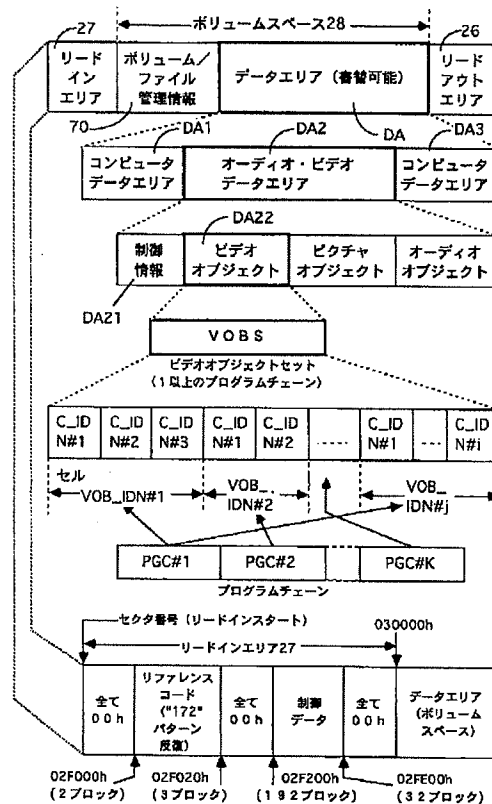 ボリュームスペース28
27
26
リード
イン
エリア
ボリューム/
ファイル
管理情報
データエリア(書替可能)
リード
アウト
エリア
70
DA1
DA2
DA
DA3
コンピュータ
データエリア
オーディオ・ビデオ
データエリア
コンピュータ
データエリア
DA22
制御
情報
ビデオ
オブジェクト
ピクチャ
オブジェクト
オーディオ
オブジェクト
DA21
VOBS
ビデオオブジェクトセット
(1以上のプログラムチェーン)
C_ID
N#1
C_ID
N#2
C_ID
N#3
C_ID
N#1
C_ID
N#2
.....
C_ID
N#1
....
C_ID
N#i
セル
VOB_IDN#1
VOB_
IDN#2
VOB_
IDN#j
PGC#1
PGC#2
PGC#K
プログラムチェーン
セクタ番号(リードインスタート)
030000h
リードインエリア27
全て
00h
リファレンス
コード
("172"
パターン
反復)
全て
00h
制御
データ
全て
00h
データエリア
(ボリューム
スペース)
02F000h
(2ブロック)
02F020h
(3ブロック)
02F200h
(192ブロック)
02FE00h
(32ブロック)